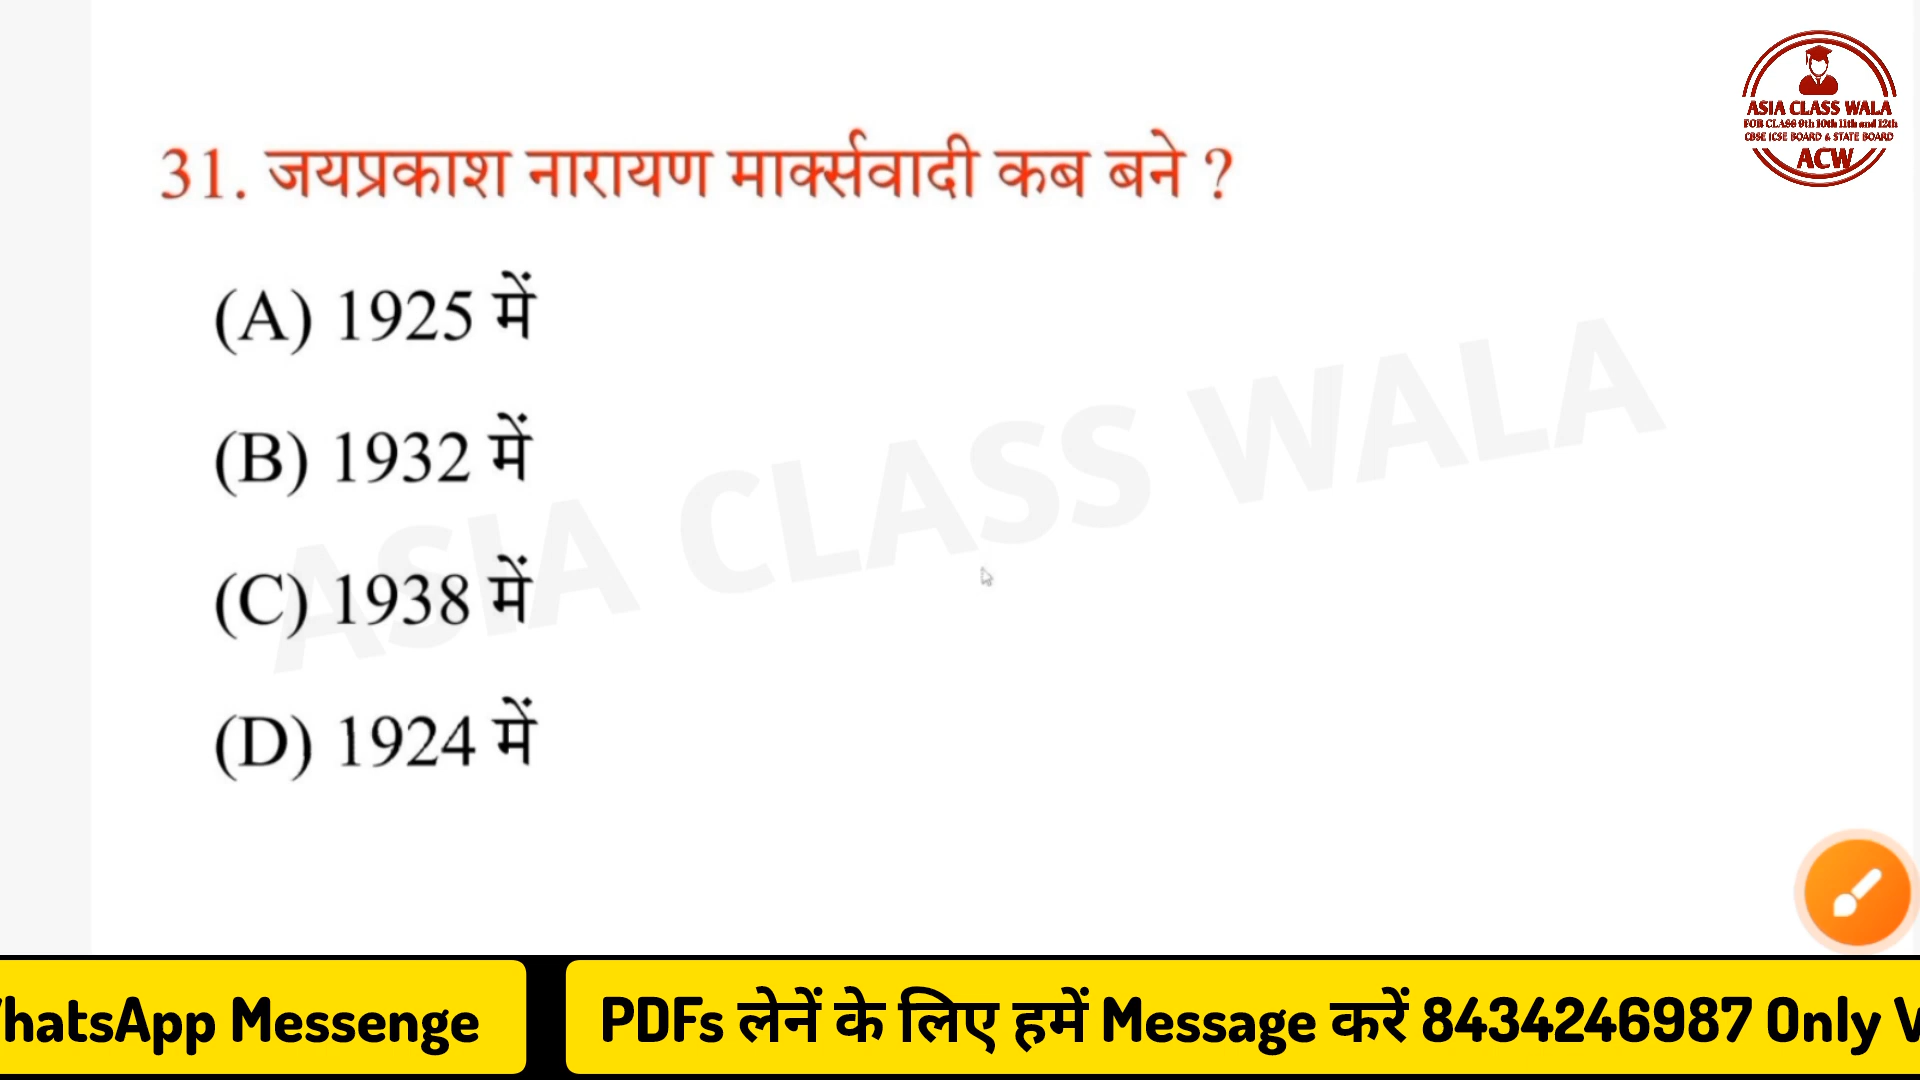 ASIA CLASS WALA
FOR CLASS 9th 10th 11th and 12th
CBSE ICSE BOARD & STATE BOARD
ACW
31. जयप्रकाश नारायण मार्क्सवादी कब बने ?
(A) 1925 में
(B) 1932 में
(C) 1938 में
(D) 1924 में
ASIA CLASS WALA
hatsApp Messenge
PDFs लेनें के लिए हमें Message करें 8434246987 Only